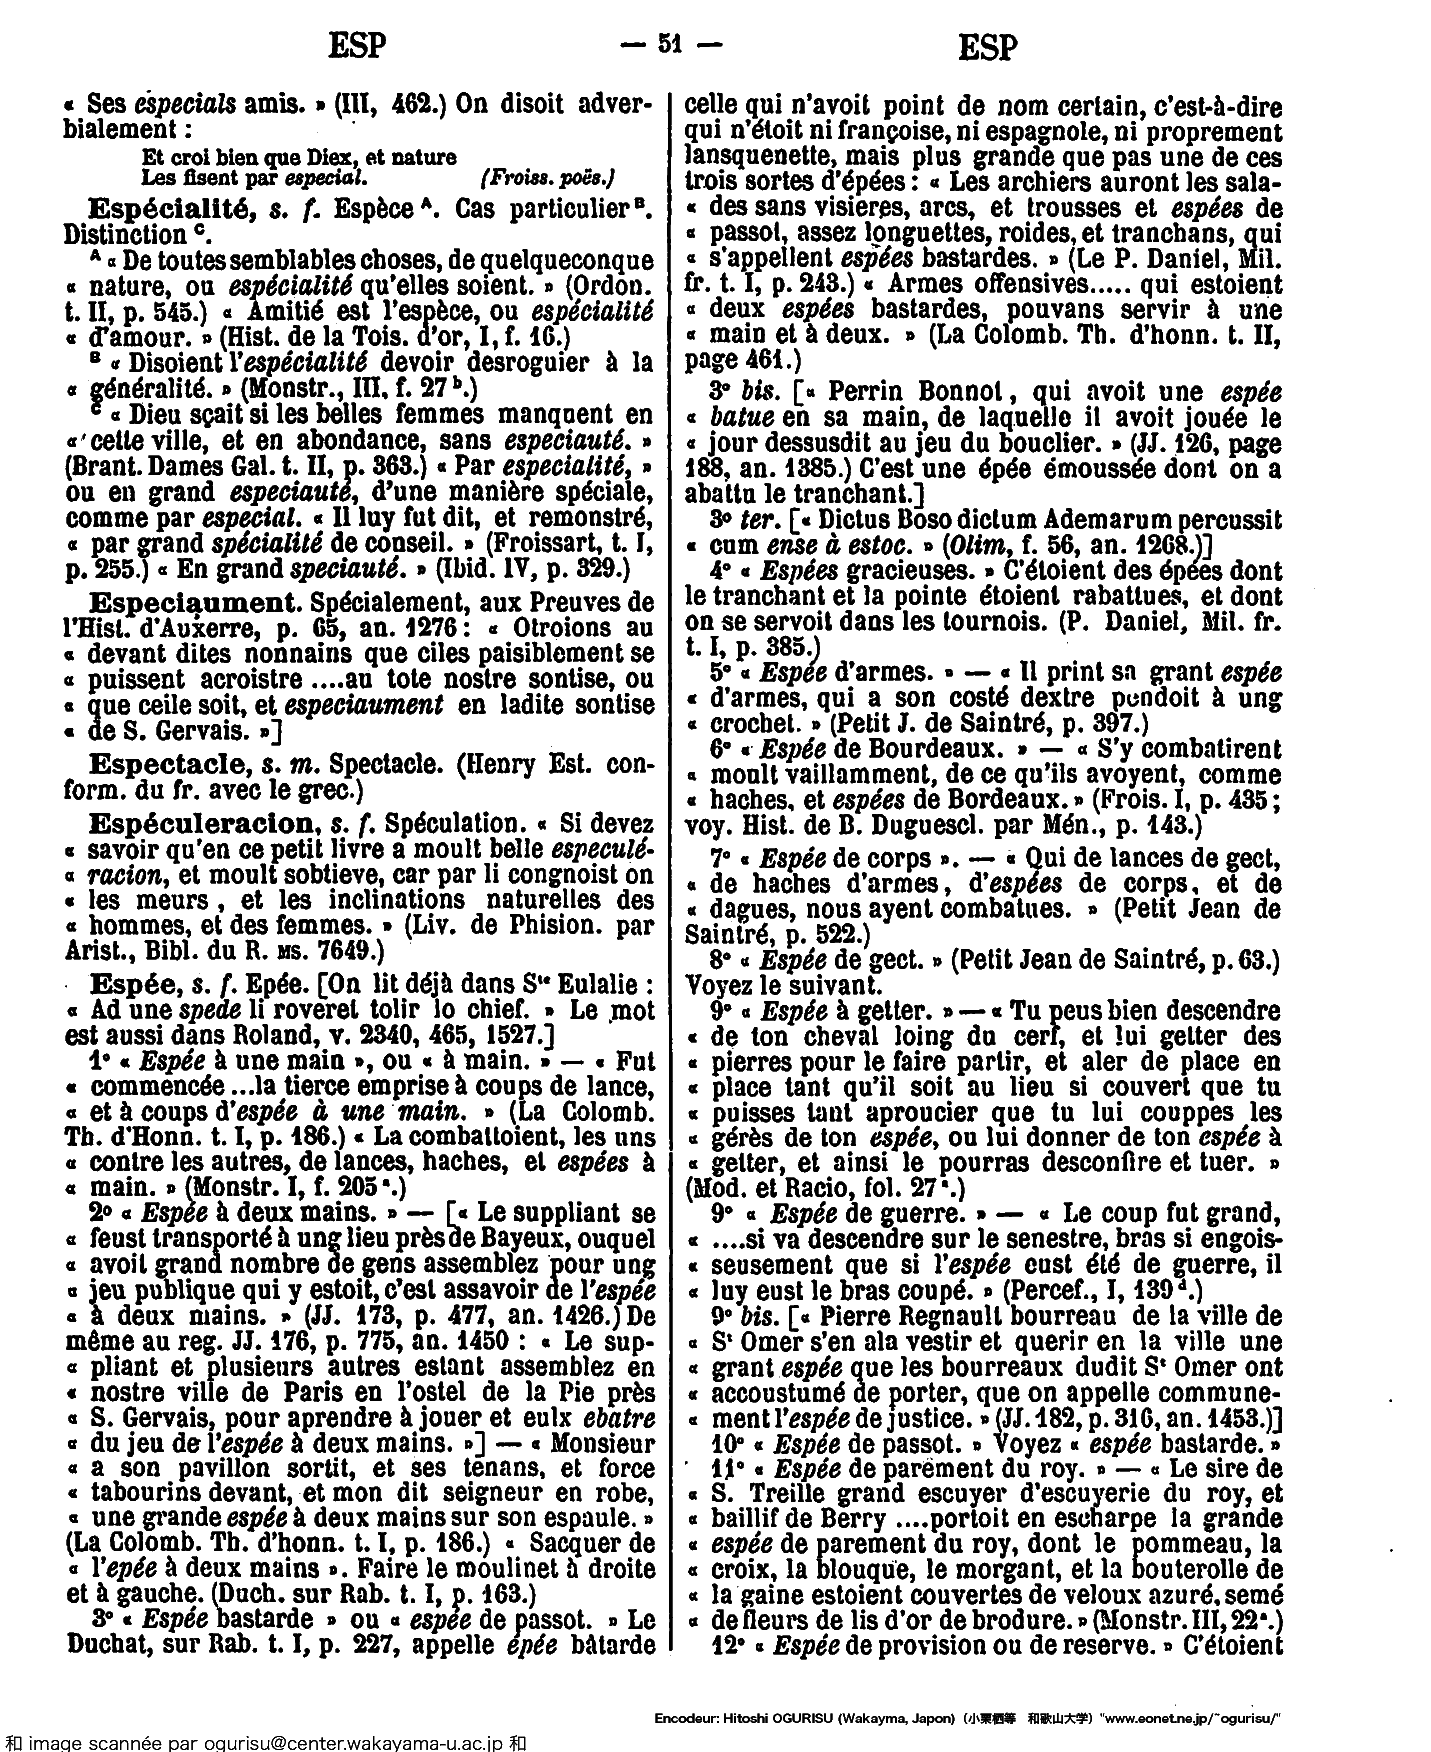 ESP — 51 — ESP
« Ses especials amis. » (III, 462.) On disoit adver-
bialement :
Et croi bien que Diex, et nature
Les fisent par especial. (Froiss. poës.)
Espécialité, s. f. Espèce ᴬ. Cas particulier ᴮ.
Distinction ᶜ.
ᴬ « De toutes semblables choses, de quelqueconque
« nature, ou espécialité qu'elles soient. » (Ordon.
t. II, p. 545.) « Amitié est l'espèce, ou espécialité
« d'amour. » (Hist. de la Tois. d'or, I, f. 16.)
ᴮ « Disoient l'espécialité devoir desroguier à la
« généralité. » (Monstr., III, f. 27 ᵇ.)
ᶜ « Dieu sçait si les belles femmes manquent en
« cette ville, et en abondance, sans especiauté. »
(Brant. Dames Gal. t. II, p. 363.) « Par especialité, »
ou en grand especiauté, d'une manière spéciale,
comme par especial. « Il luy fut dit, et remonstré,
« par grand spécialité de conseil. » (Froissart, t. I,
p. 255.) « En grand speciauté. » (Ibid. IV, p. 329.)
Especiaument. Spécialement, aux Preuves de
l'Hist. d'Auxerre, p. 65, an. 1276 : « Otroions au
« devant dites nonnains que ciles paisiblement se
« puissent acroistre ....au tote nostre sontise, ou
« que ceile soit, et especiaument en ladite sontise
« de S. Gervais. »]
Espectacle, s. m. Spectacle. (Henry Est. con-
form. du fr. avec le grec.)
Espéculeracion, s. f. Spéculation. « Si devez
« savoir qu'en ce petit livre a moult belle especulé-
« racion, et moult sobtieve, car par li congnoist on
« les meurs, et les inclinations naturelles des
« hommes, et des femmes. » (Liv. de Phision. par
Arist., Bibl. du R. MS. 7649.)
Espée, s. f. Epée. [On lit déjà dans Sᵗᵉ Eulalie :
« Ad une spede li roveret tolir lo chief. » Le mot
est aussi dans Roland, v. 2340, 465, 1527.]
1° « Espée à une main », ou « à main. » — « Fut
« commencée ...la tierce emprise à coups de lance,
« et à coups d'espée à une main. » (La Colomb.
Th. d'Honn. t. I, p. 186.) « La combattoient, les uns
« contre les autres, de lances, haches, et espées à
« main. » (Monstr. I, f. 205 ᵃ.)
2° « Espée à deux mains. » — [« Le suppliant se
« feust transporté à ung lieu près de Bayeux, ouquel
« avoit grand nombre de gens assemblez pour ung
« jeu publique qui y estoit, c'est assavoir de l'espée
« à deux mains. » (JJ. 173, p. 477, an. 1426.) De
même au reg. JJ. 176, p. 775, an. 1450 : « Le sup-
« pliant et plusieurs autres estant assemblez en
« nostre ville de Paris en l'ostel de la Pie près
« S. Gervais, pour aprendre à jouer et eulx ebatre
« du jeu de l'espée à deux mains. »] — « Monsieur
« a son pavillon sortit, et ses tenans, et force
« tabourins devant, et mon dit seigneur en robe,
« une grande espée à deux mains sur son espaule. »
(La Colomb. Th. d'honn. t. I, p. 186.) « Sacquer de
« l'epée à deux mains ». Faire le moulinet à droite
et à gauche. (Duch. sur Rab. t. I, p. 163.)
3° « Espée bastarde » ou « espée de passot. » Le
Duchat, sur Rab. t. I, p. 227, appelle épée bâtarde
celle qui n'avoit point de nom certain, c'est-à-dire
qui n'étoit ni françoise, ni espagnole, ni proprement
lansquenette, mais plus grande que pas une de ces
trois sortes d'épées : « Les archiers auront les sala-
« des sans visieres, arcs, et trousses et espées de
« passot, assez longuettes, roides, et tranchans, qui
« s'appellent espées bastardes. » (Le P. Daniel, Mil.
fr. t. I, p. 243.) « Armes offensives..... qui estoient
« deux espées bastardes, pouvans servir à une
« main et à deux. » (La Colomb. Th. d'honn. t. II,
page 461.)
3° bis. [« Perrin Bonnot, qui avoit une espée
« batue en sa main, de laquelle il avoit jouée le
« jour dessusdit au jeu du bouclier. » (JJ. 126, page
188, an. 1385.) C'est une épée émoussée dont on a
abattu le tranchant.]
3° ter. [« Dictus Boso dictum Ademarum percussit
« cum ense à estoc. » (Olim, f. 56, an. 1268.)]
4° « Espées gracieuses. » C'étoient des épées dont
le tranchant et la pointe étoient rabattues, et dont
on se servoit dans les tournois. (P. Daniel, Mil. fr.
t. I, p. 385.)
5° « Espée d'armes. » — « Il print sa grant espée
« d'armes, qui a son costé dextre pendoit à ung
« crochet. » (Petit J. de Saintré, p. 397.)
6° « Espée de Bourdeaux. » — « S'y combatirent
« moult vaillamment, de ce qu'ils avoyent, comme
« haches, et espées de Bordeaux. » (Frois. I, p. 435 ;
voy. Hist. de B. Duguescl. par Mén., p. 143.)
7° « Espée de corps ». — « Qui de lances de gect,
« de haches d'armes, d'espées de corps, et de
« dagues, nous ayent combatues. » (Petit Jean de
Saintré, p. 522.)
8° « Espée de gect. » (Petit Jean de Saintré, p. 63.)
Voyez le suivant.
9° « Espée à getter. » — « Tu peus bien descendre
« de ton cheval loing du cerf, et lui getter des
« pierres pour le faire partir, et aler de place en
« place tant qu'il soit au lieu si couvert que tu
« puisses tant aproucier que tu lui couppes les
« gérès de ton espée, ou lui donner de ton espée à
« getter, et ainsi le pourras desconfire et tuer. »
(Mod. et Racio, fol. 27 ᵃ.)
9° « Espée de guerre. » — « Le coup fut grand,
« ....si va descendre sur le senestre, bras si engois-
« seusement que si l'espée eust été de guerre, il
« luy eust le bras coupé. » (Percef., I, 139 ᵈ.)
9° bis. [« Pierre Regnault bourreau de la ville de
« Sᵗ Omer s'en ala vestir et querir en la ville une
« grant espée que les bourreaux dudit Sᵗ Omer ont
« accoustumé de porter, que on appelle commune-
« ment l'espée de justice. » (JJ. 182, p. 316, an. 1453.)]
10° « Espée de passot. » Voyez « espée bastarde. »
11° « Espée de parement du roy. » — « Le sire de
« S. Treille grand escuyer d'escuyerie du roy, et
« baillif de Berry ....portoit en escharpe la grande
« espée de parement du roy, dont le pommeau, la
« croix, la blouque, le morgant, et la bouterolle de
« la gaine estoient couvertes de veloux azuré, semé
« de fleurs de lis d'or de brodure. » (Monstr. III, 22 ᵃ.)
12° « Espée de provision ou de reserve. » C'étoient
Encodeur: Hitoshi OGURISU (Wakayma, Japon) (小栗栖等 和歌山大学) "www.eonet.ne.jp/~ogurisu/"
和 image scannée par ogurisu@center.wakayama-u.ac.jp 和